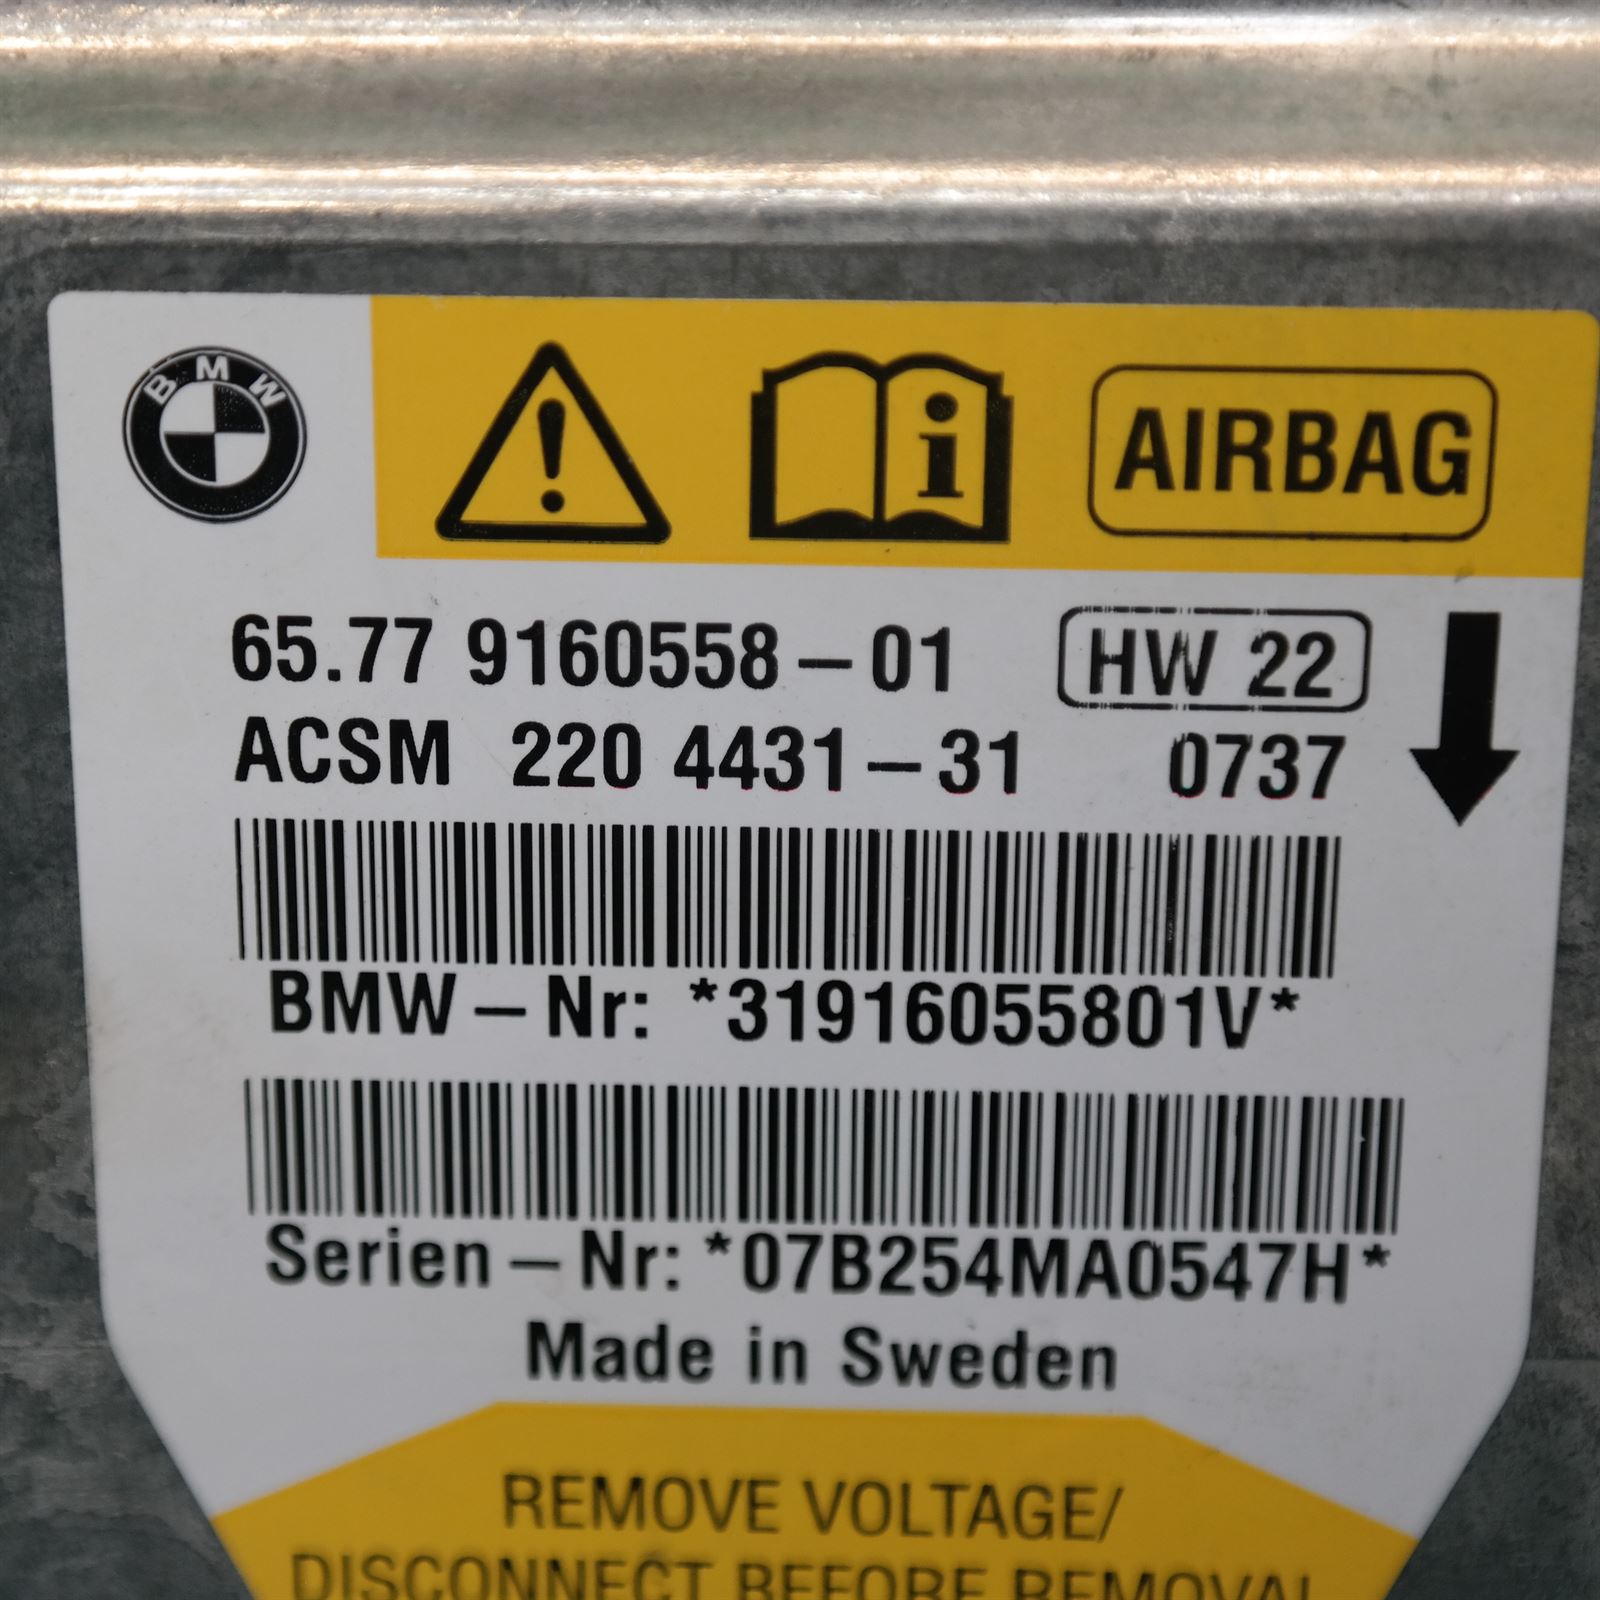 BMW
AIRBAG
65.77 9160558–01 HW 22
ACSM 220 4431–31 0737
BMW–Nr: *31916055801V*
Serien–Nr: *07B254MA0547H*
Made in Sweden
REMOVE VOLTAGE/
DISCONNECT BEFORE REMOVAL